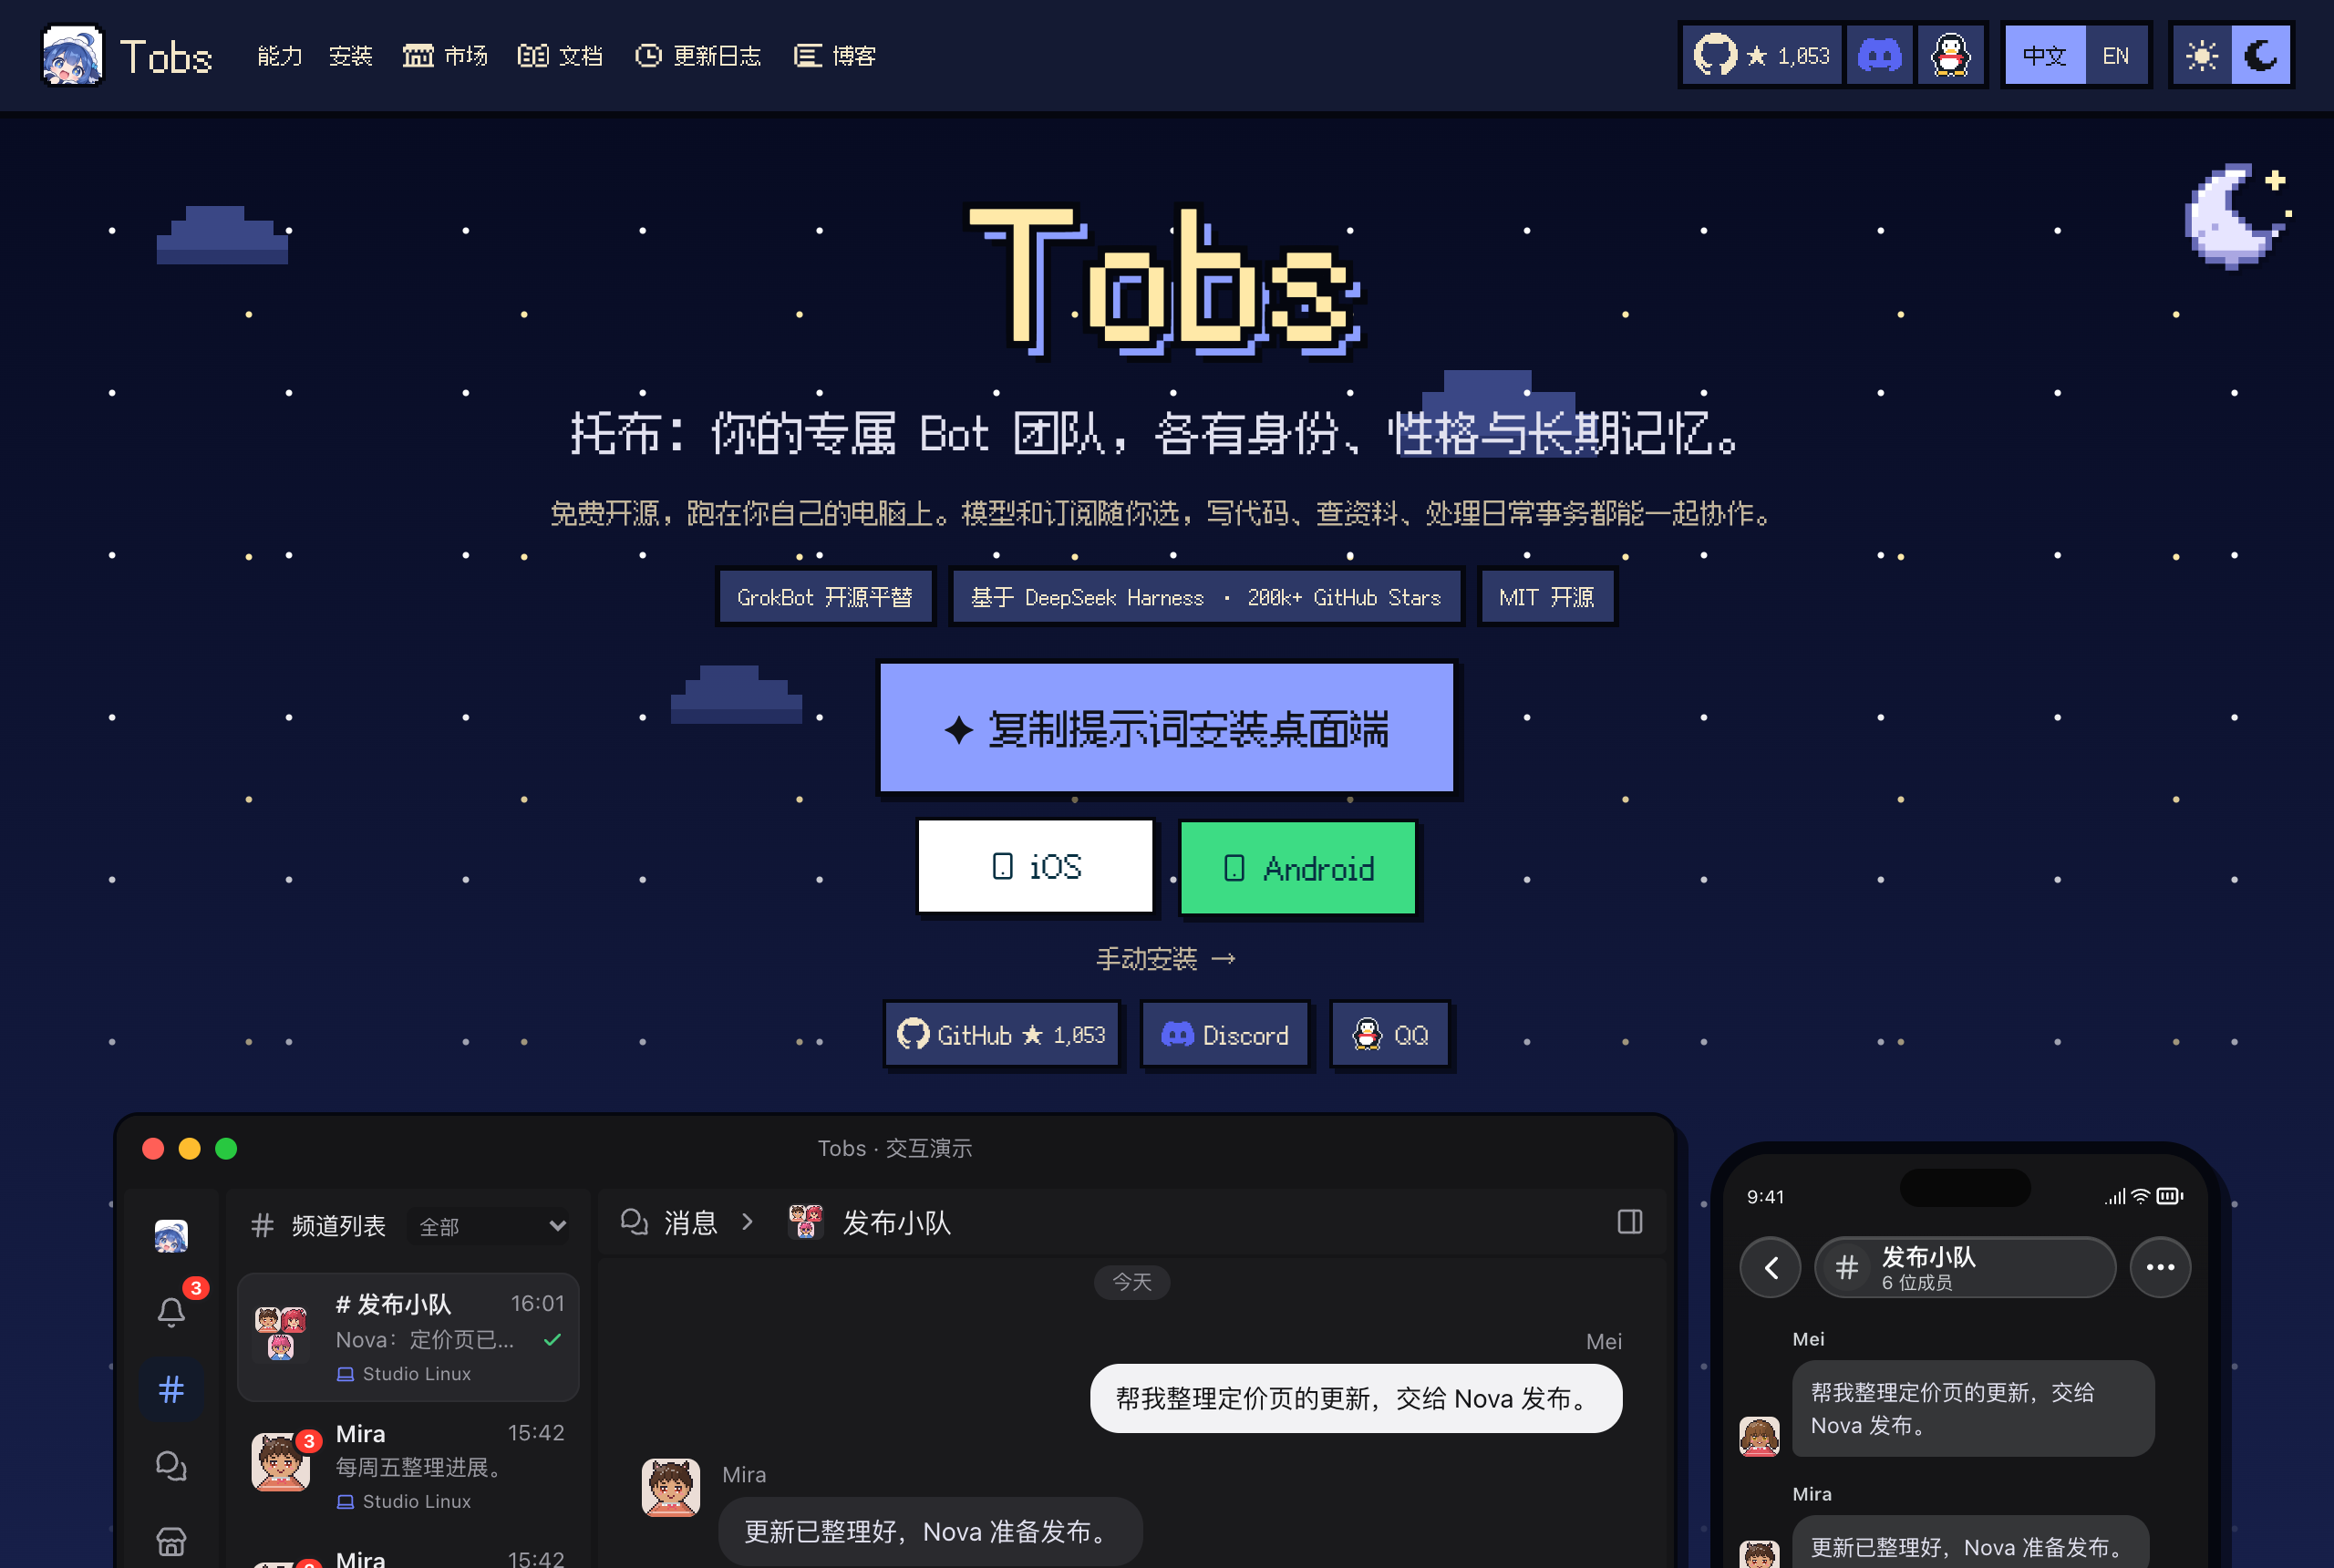 Tobs 能力 安装 市场 文档 更新日志 博客 ★ 1,053 中文 EN
Tobs
托布：你的专属 Bot 团队，各有身份、性格与长期记忆。
免费开源，跑在你自己的电脑上。模型和订阅随你选，写代码、查资料、处理日常事务都能一起协作。
GrokBot 开源平替 基于 DeepSeek Harness · 200k+ GitHub Stars MIT 开源
✦ 复制提示词安装桌面端
iOS Android
手动安装 →
GitHub ★ 1,053 Discord QQ
Tobs · 交互演示
3
# 频道列表 全部
# 发布小队 16:01
Nova：定价页已...
Studio Linux
3
Mira 15:42
每周五整理进展。
Studio Linux
Mira 15:42
消息 > 发布小队
今天
Mei
帮我整理定价页的更新，交给 Nova 发布。
Mira
更新已整理好，Nova 准备发布。
9:41
# 发布小队
6 位成员
Mei
帮我整理定价页的更新，交给
Nova 发布。
Mira
更新已整理好，Nova 准备发布。